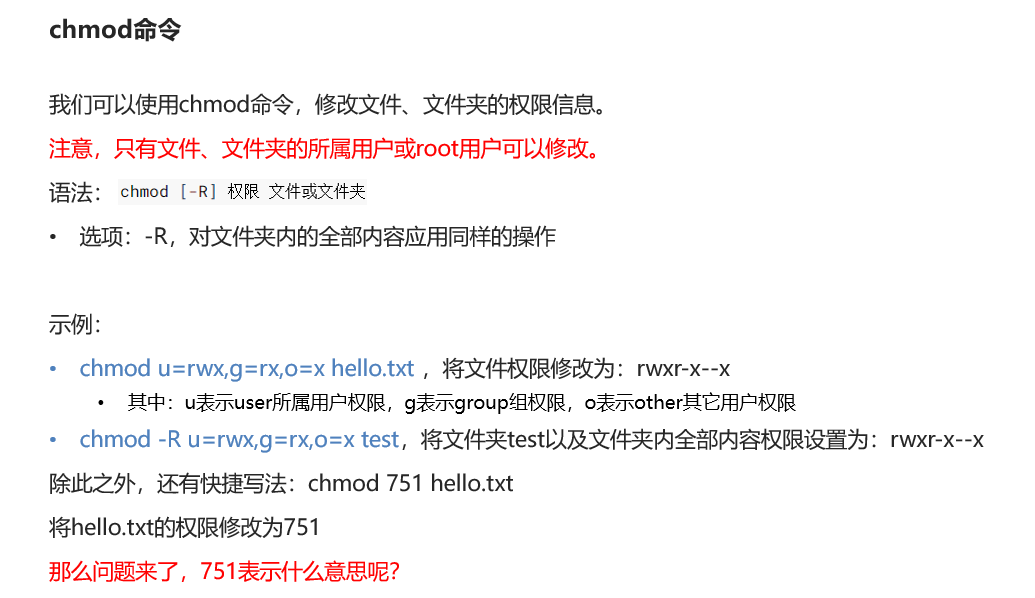 chmod命令
我们可以使用chmod命令，修改文件、文件夹的权限信息。
注意，只有文件、文件夹的所属用户或root用户可以修改。
语法： chmod [-R] 权限 文件或文件夹
• 选项：-R，对文件夹内的全部内容应用同样的操作
示例：
• chmod u=rwx,g=rx,o=x hello.txt ，将文件权限修改为：rwxr-x--x
• 其中：u表示user所属用户权限，g表示group组权限，o表示other其它用户权限
• chmod -R u=rwx,g=rx,o=x test，将文件夹test以及文件夹内全部内容权限设置为：rwxr-x--x
除此之外，还有快捷写法：chmod 751 hello.txt
将hello.txt的权限修改为751
那么问题来了，751表示什么意思呢？